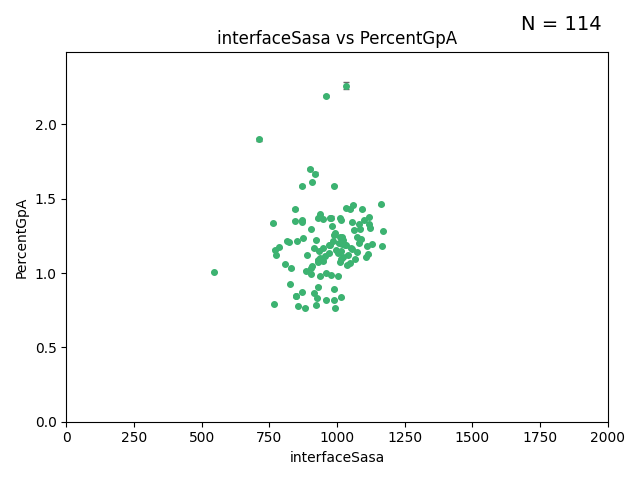 N = 114
interfaceSasa vs PercentGpA
PercentGpA
2.0
1.5
1.0
0.5
0.0
0 250 500 750 1000 1250 1500 1750 2000
interfaceSasa